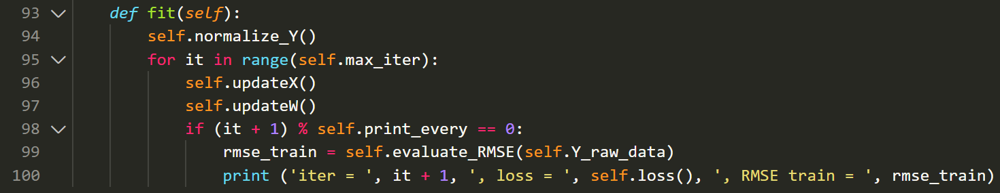 93 def fit(self):
94 self.normalize_Y()
95 for it in range(self.max_iter):
96 self.updateX()
97 self.updateW()
98 if (it + 1) % self.print_every == 0:
99 rmse_train = self.evaluate_RMSE(self.Y_raw_data)
100 print ('iter = ', it + 1, ', loss = ', self.loss(), ', RMSE train = ', rmse_train)